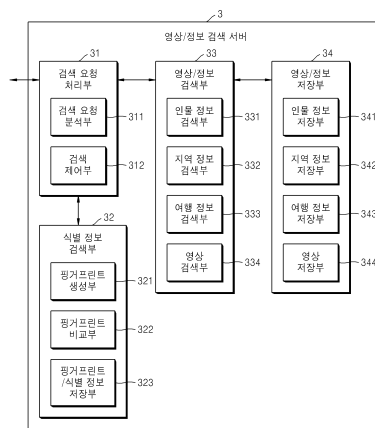 3
영상/정보 검색 서버
31
검색 요청
처리부
검색 요청
분석부
311
검색
제어부
312
32
식별 정보
검색부
핑거프린트
생성부
321
핑거프린트
비교부
322
핑거프린트
/식별 정보
저장부
323
33
영상/정보
검색부
인물 정보
검색부
331
지역 정보
검색부
332
여행 정보
검색부
333
영상
검색부
334
34
영상/정보
저장부
인물 정보
저장부
341
지역 정보
저장부
342
여행 정보
저장부
343
영상
저장부
344